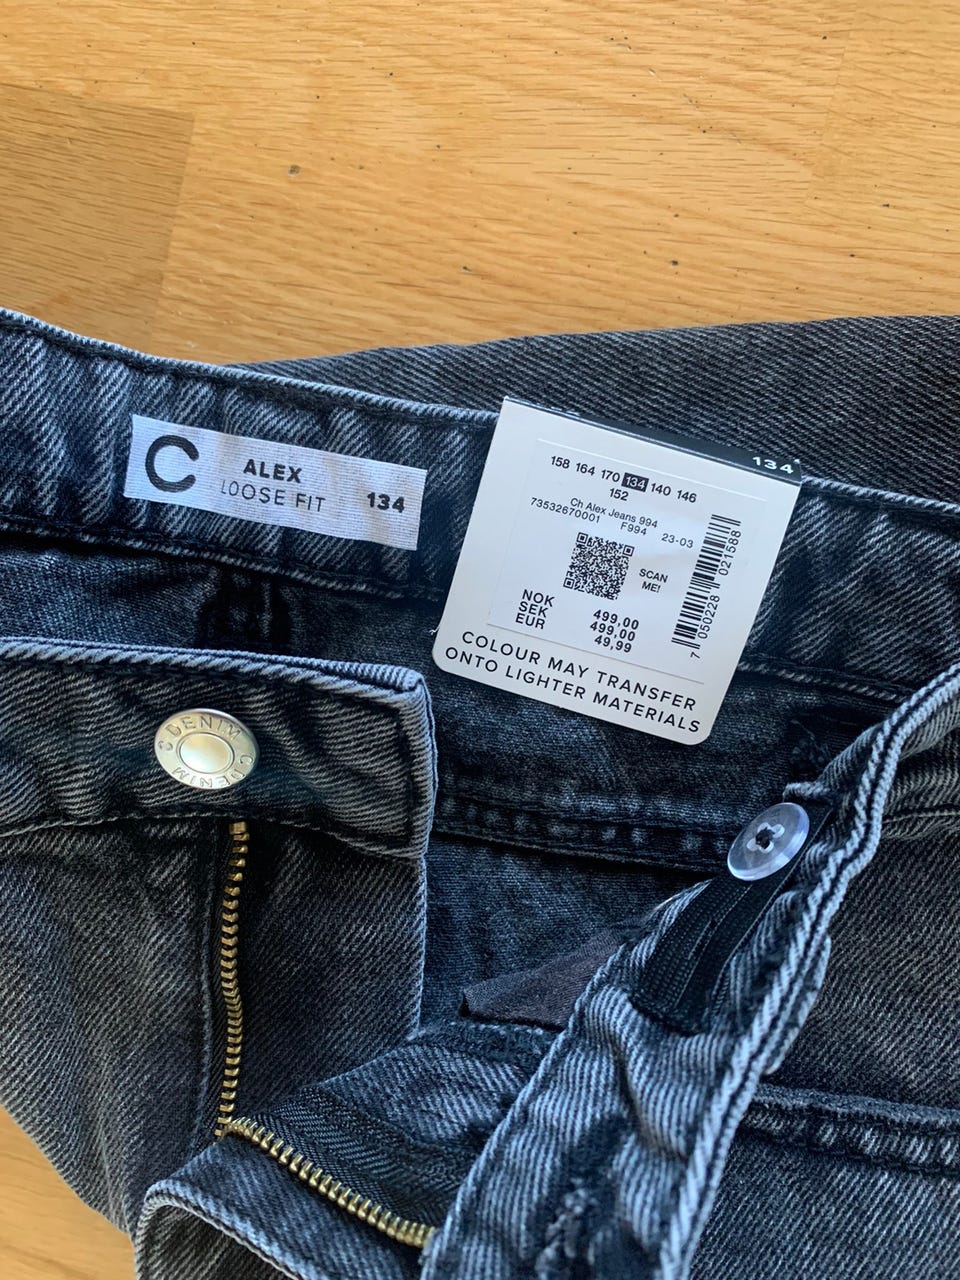 C
ALEX
LOOSE FIT
134
134
158 164 170 134 140 146
152
Ch Alex Jeans 994
73532670001 F994 23-03
SCAN
ME!
NOK 499,00
SEK 499,00
EUR 49,99
7 050228 021588
COLOUR MAY TRANSFER
ONTO LIGHTER MATERIALS
C DENIM C DENIM